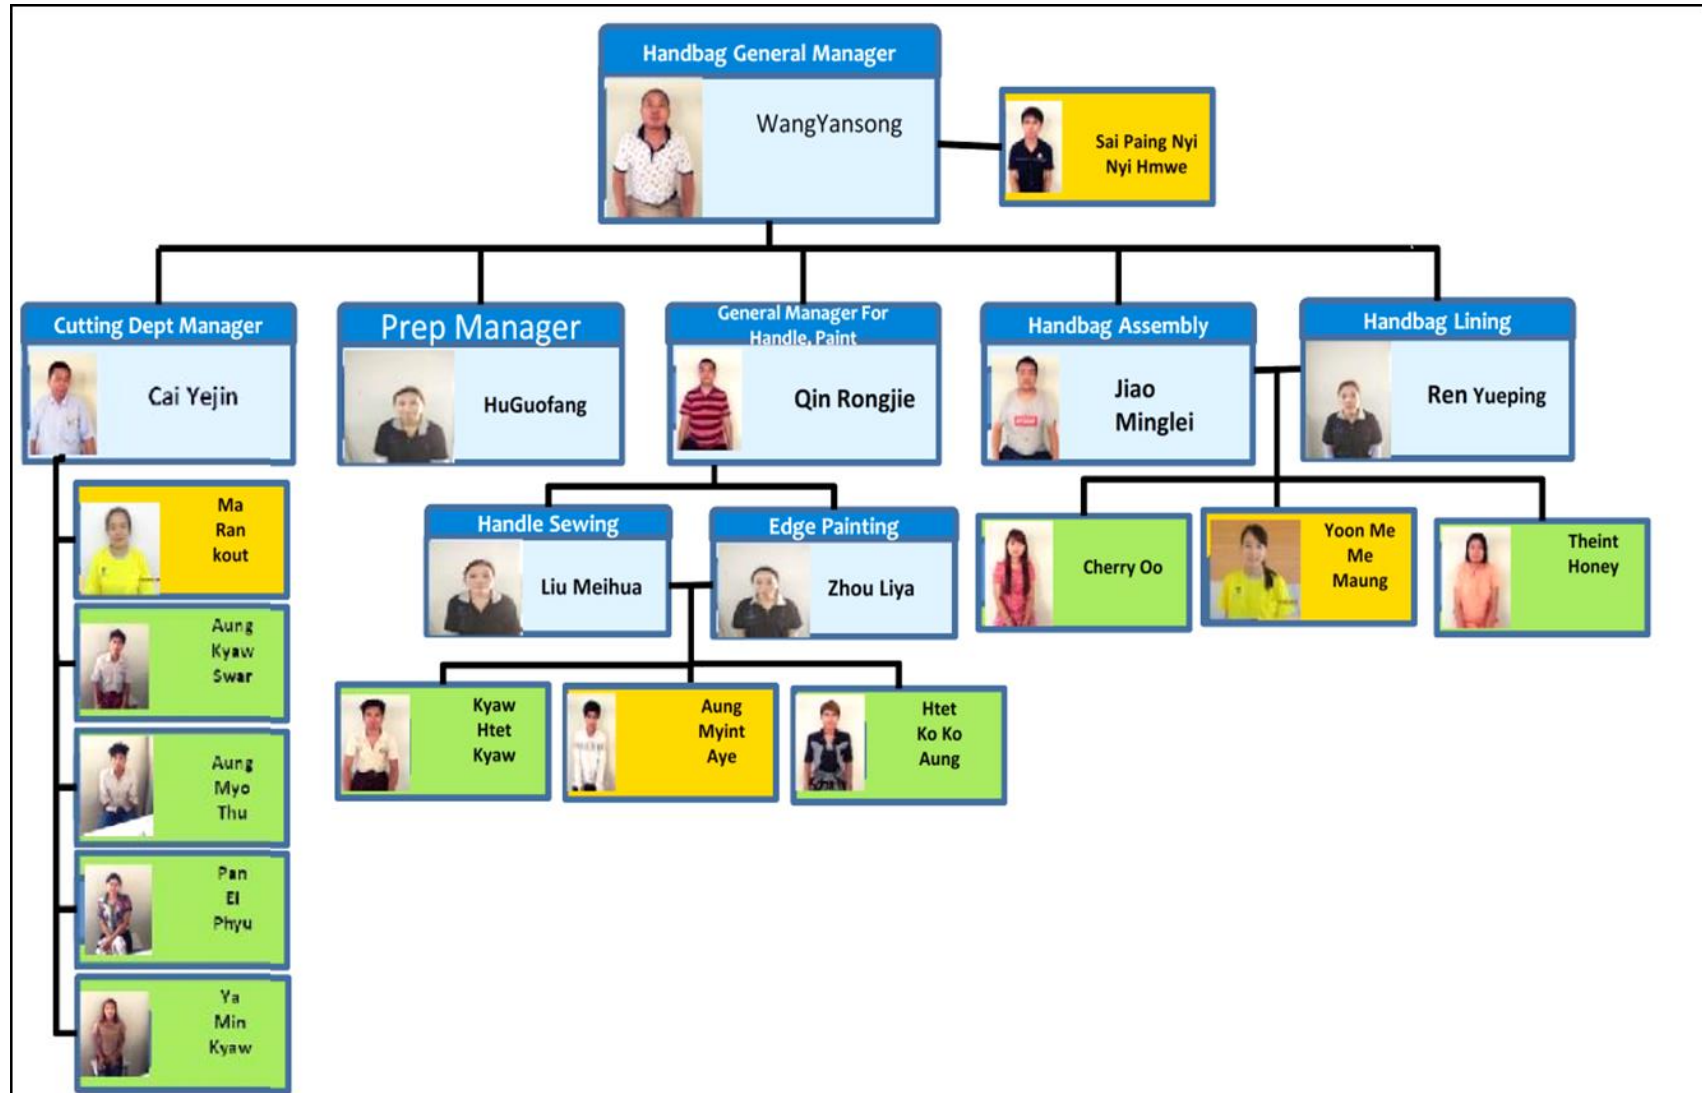 Handbag General Manager
WangYansong
Sai Paing Nyi
Nyi Hmwe
Cutting Dept Manager
Cai Yejin
Prep Manager
HuGuofang
General Manager For
Handle, Paint
Qin Rongjie
Handbag Assembly
Jiao
Minglei
Handbag Lining
Ren Yueping
Ma
Ran
kout
Aung
Kyaw
Swar
Aung
Myo
Thu
Pan
Ei
Phyu
Ya
Min
Kyaw
Handle Sewing
Liu Meihua
Edge Painting
Zhou Liya
Kyaw
Htet
Kyaw
Aung
Myint
Aye
Htet
Ko Ko
Aung
Cherry Oo
Yoon Me
Me
Maung
Theint
Honey